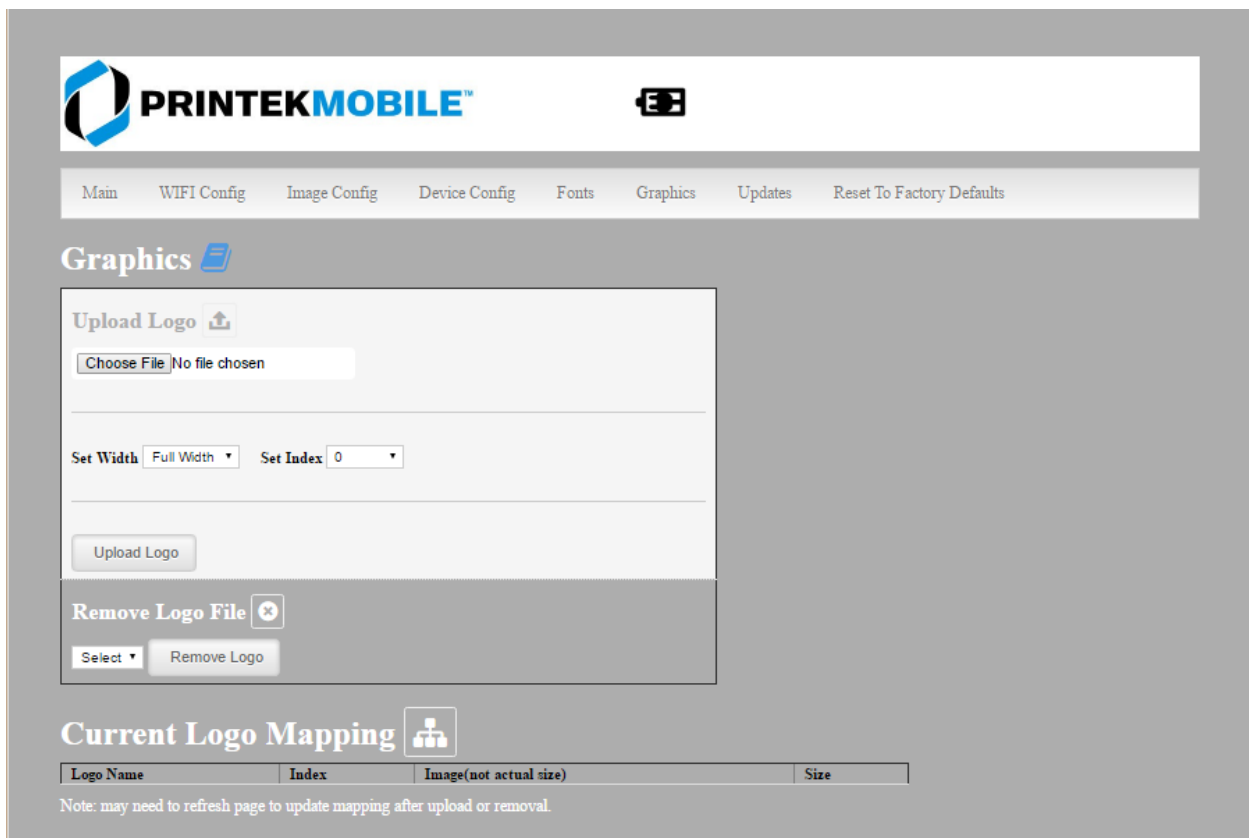 PRINTEKMOBILE™
Main WIFI Config Image Config Device Config Fonts Graphics Updates Reset To Factory Defaults
Graphics
Upload Logo
Choose File No file chosen
Set Width Full Width Set Index 0
Upload Logo
Remove Logo File
Select Remove Logo
Current Logo Mapping
Logo Name Index Image(not actual size) Size
Note: may need to refresh page to update mapping after upload or removal.